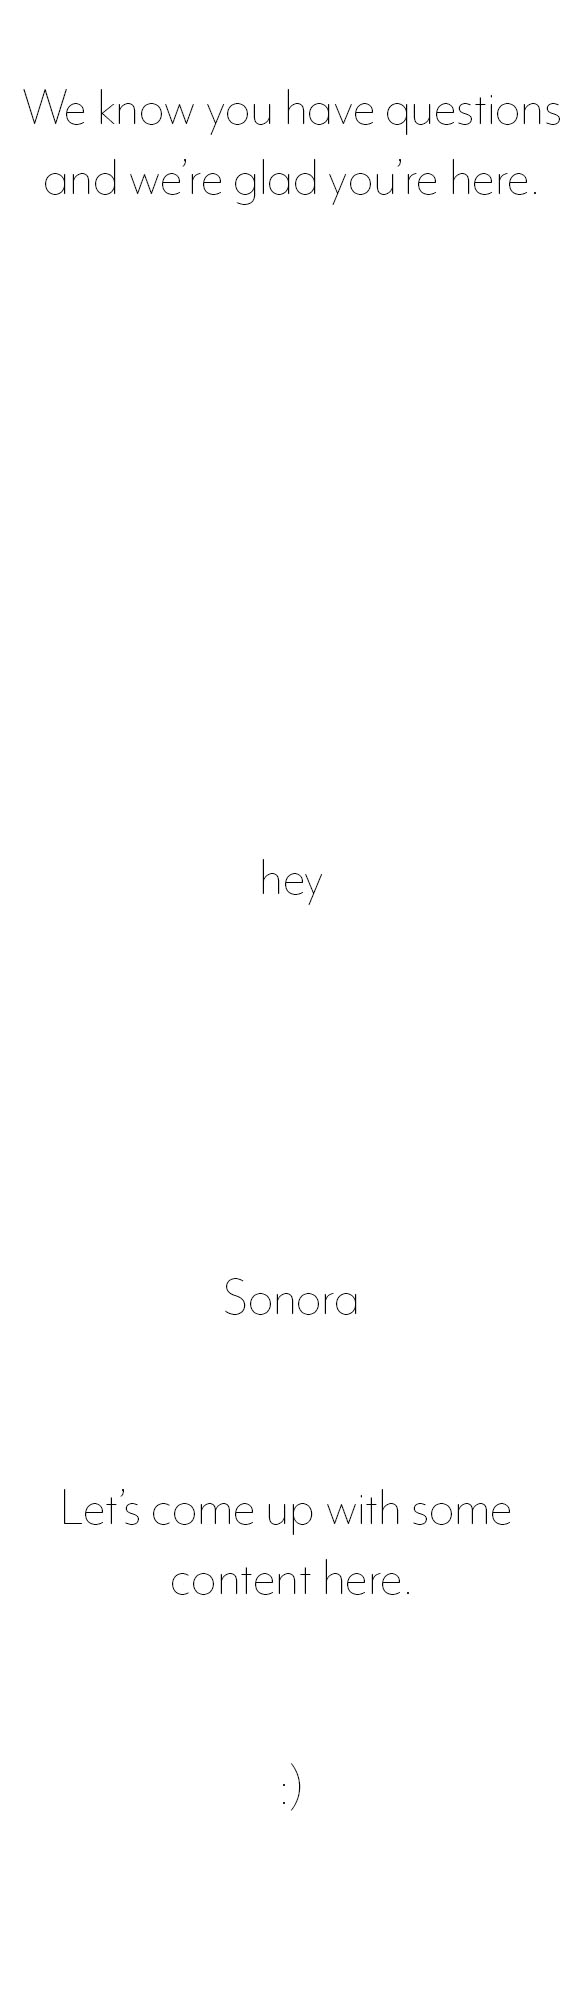 We know you have questions
and we’re glad you’re here.
hey
Sonora
Let’s come up with some
content here.
:)